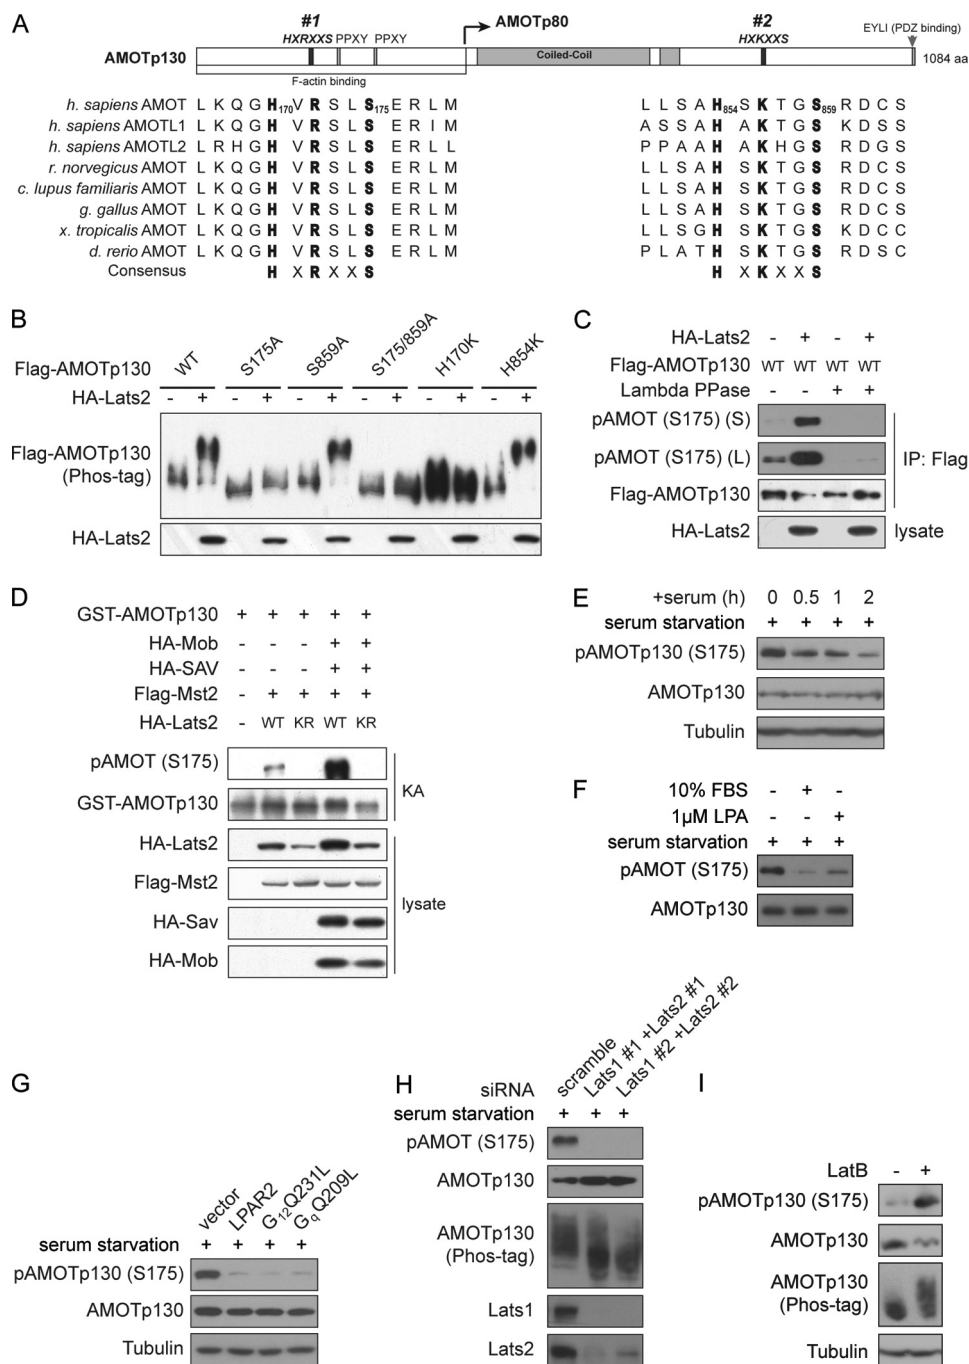 A
#1
HXRXXS PPXY PPXY
AMOTp80
#2
HXKXXS
EYLI (PDZ binding)
AMOTp130
Coiled-Coil
1084 aa
F-actin binding
h. sapiens AMOT L K Q G H170 V R S L S175 E R L M L L S A H854 S K T G S859 R D C S
h. sapiens AMOTL1 L K Q G H V R S L S E R I M A S S A H A K T G S K D S S
h. sapiens AMOTL2 L R H G H V R S L S E R L L P P A A H A K H G S R D G S
r. norvegicus AMOT L K Q G H V R S L S E R L M L L S A H S K T G S R D C S
c. lupus familiaris AMOT L K Q G H V R S L S E R L M L L S A H S K T G S R D C S
g. gallus AMOT L K Q G H V R S L S E R L M L L S A H S K T G S R D C S
x. tropicalis AMOT L K Q G H V R S L S E R L M L L S G H S K T G S K D C C
d. rerio AMOT L K Q G H V R S L S E R L M P L A T H S K T G S R D S C
Consensus H X R X X S H X K X X S
B
WT S175A S859A S175/859A H170K H854K
Flag-AMOTp130
HA-Lats2 - + - + - + - + - + - +
Flag-AMOTp130
(Phos-tag)
HA-Lats2
C
HA-Lats2 - + - +
Flag-AMOTp130 WT WT WT WT
Lambda PPase - - + +
pAMOT (S175) (S)
pAMOT (S175) (L)
IP: Flag
Flag-AMOTp130
HA-Lats2
lysate
D
GST-AMOTp130 + + + + +
HA-Mob - - - + +
HA-SAV - - - + +
Flag-Mst2 - + + + +
HA-Lats2 - WT KR WT KR
pAMOT (S175)
KA
GST-AMOTp130
HA-Lats2
Flag-Mst2
lysate
HA-Sav
HA-Mob
E
+serum (h) 0 0.5 1 2
serum starvation + + + +
pAMOTp130 (S175)
AMOTp130
Tubulin
F
10% FBS - + -
1µM LPA - - +
serum starvation + + +
pAMOT (S175)
AMOTp130
G
vector LPAR2 G12Q231L GqQ209L
serum starvation + + + +
pAMOTp130 (S175)
AMOTp130
Tubulin
H
siRNA scramble Lats1 #1 +Lats2 #1 Lats1 #2 +Lats2 #2
serum starvation + + +
pAMOT (S175)
AMOTp130
AMOTp130
(Phos-tag)
Lats1
Lats2
I
LatB - +
pAMOTp130 (S175)
AMOTp130
AMOTp130
(Phos-tag)
Tubulin